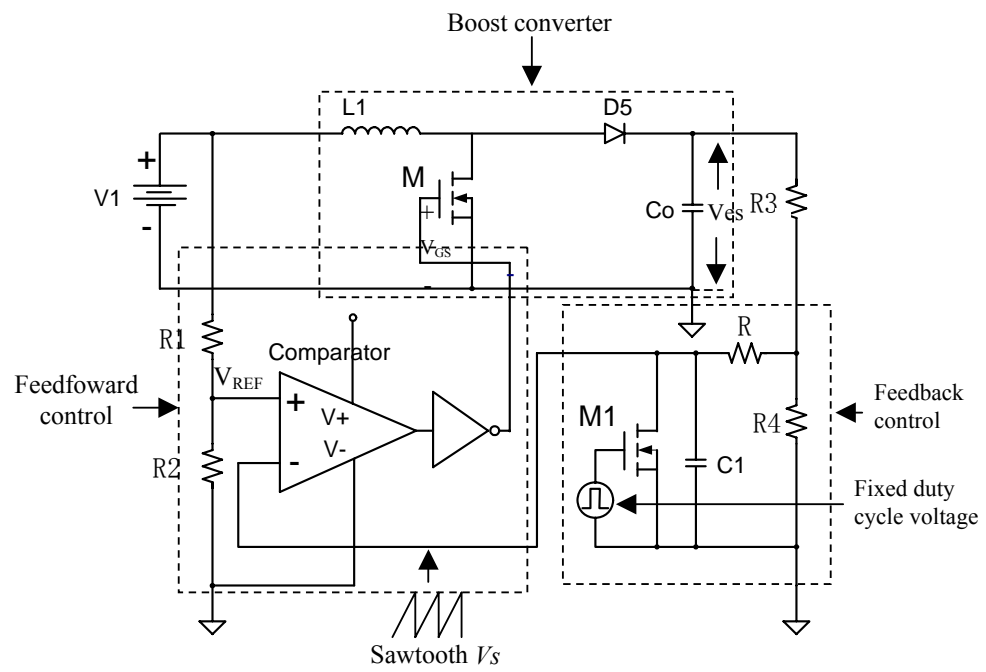 Boost converter
L1
D5
+
M
V1
+
Co
Ves
R3
-
VGS
-
-
R1
R
Comparator
VREF
Feedfoward
control
+
V+
Feedback
control
M1
R4
V-
R2
-
C1
Fixed duty
cycle voltage
Sawtooth Vs